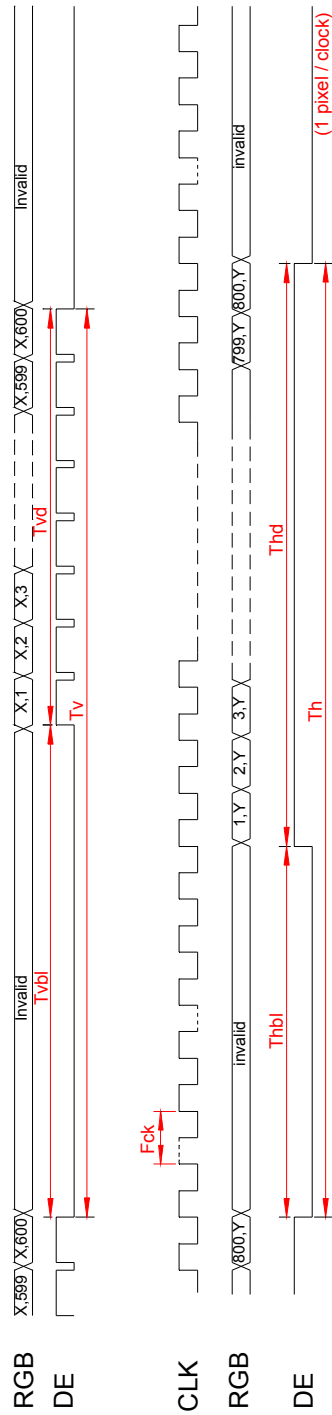 RGB X,599 X,600 Invalid X,1 X,2 X,3 X,599 X,600 Invalid
Tvbl Tvd
DE
Tv
CLK
Fck
RGB 800,Y invalid 1,Y 2,Y 3,Y 799,Y 800,Y invalid
Thbl Thd
DE
Th
(1 pixel / clock)